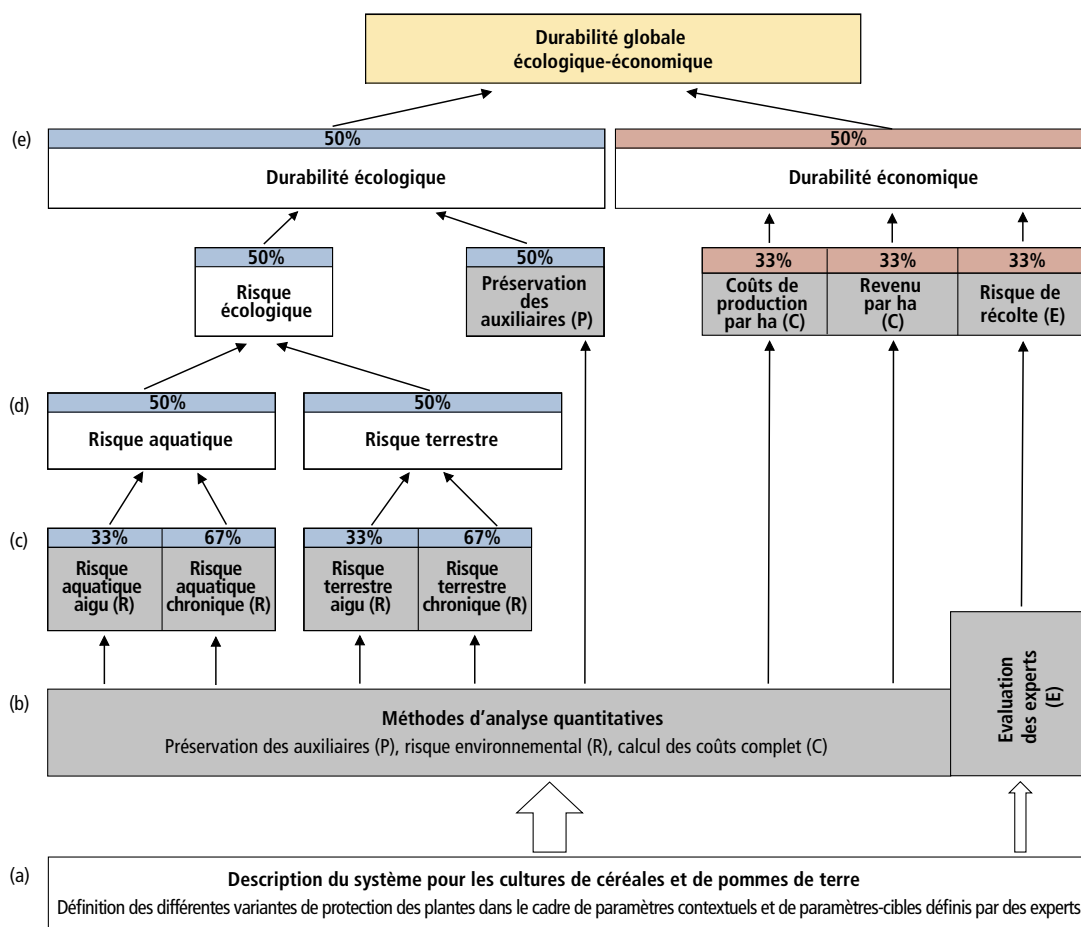 Durabilité globale
écologique-économique
(e)
50%
Durabilité écologique
50%
Durabilité économique
50%
Risque
écologique
50%
Préservation
des
auxiliaires (P)
33%
Coûts de
production
par ha (C)
33%
Revenu
par ha
(C)
33%
Risque de
récolte (E)
(d)
50%
Risque aquatique
50%
Risque terrestre
(c)
33%
Risque
aquatique
aigu (R)
67%
Risque
aquatique
chronique (R)
33%
Risque
terrestre
aigu (R)
67%
Risque
terrestre
chronique (R)
(b)
Méthodes d'analyse quantitatives
Préservation des auxiliaires (P), risque environnemental (R), calcul des coûts complet (C)
Evaluation
des experts
(E)
(a)
Description du système pour les cultures de céréales et de pommes de terre
Définition des différentes variantes de protection des plantes dans le cadre de paramètres contextuels et de paramètres-cibles définis par des experts